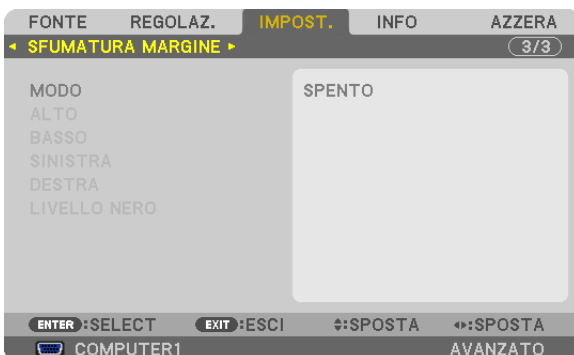 FONTE REGOLAZ. IMPOST. INFO AZZERA
SFUMATURA MARGINE 3/3
MODO SPENTO
ALTO
BASSO
SINISTRA
DESTRA
LIVELLO NERO
ENTER :SELECT EXIT :ESCI :SPOSTA :SPOSTA
COMPUTER1 AVANZATO